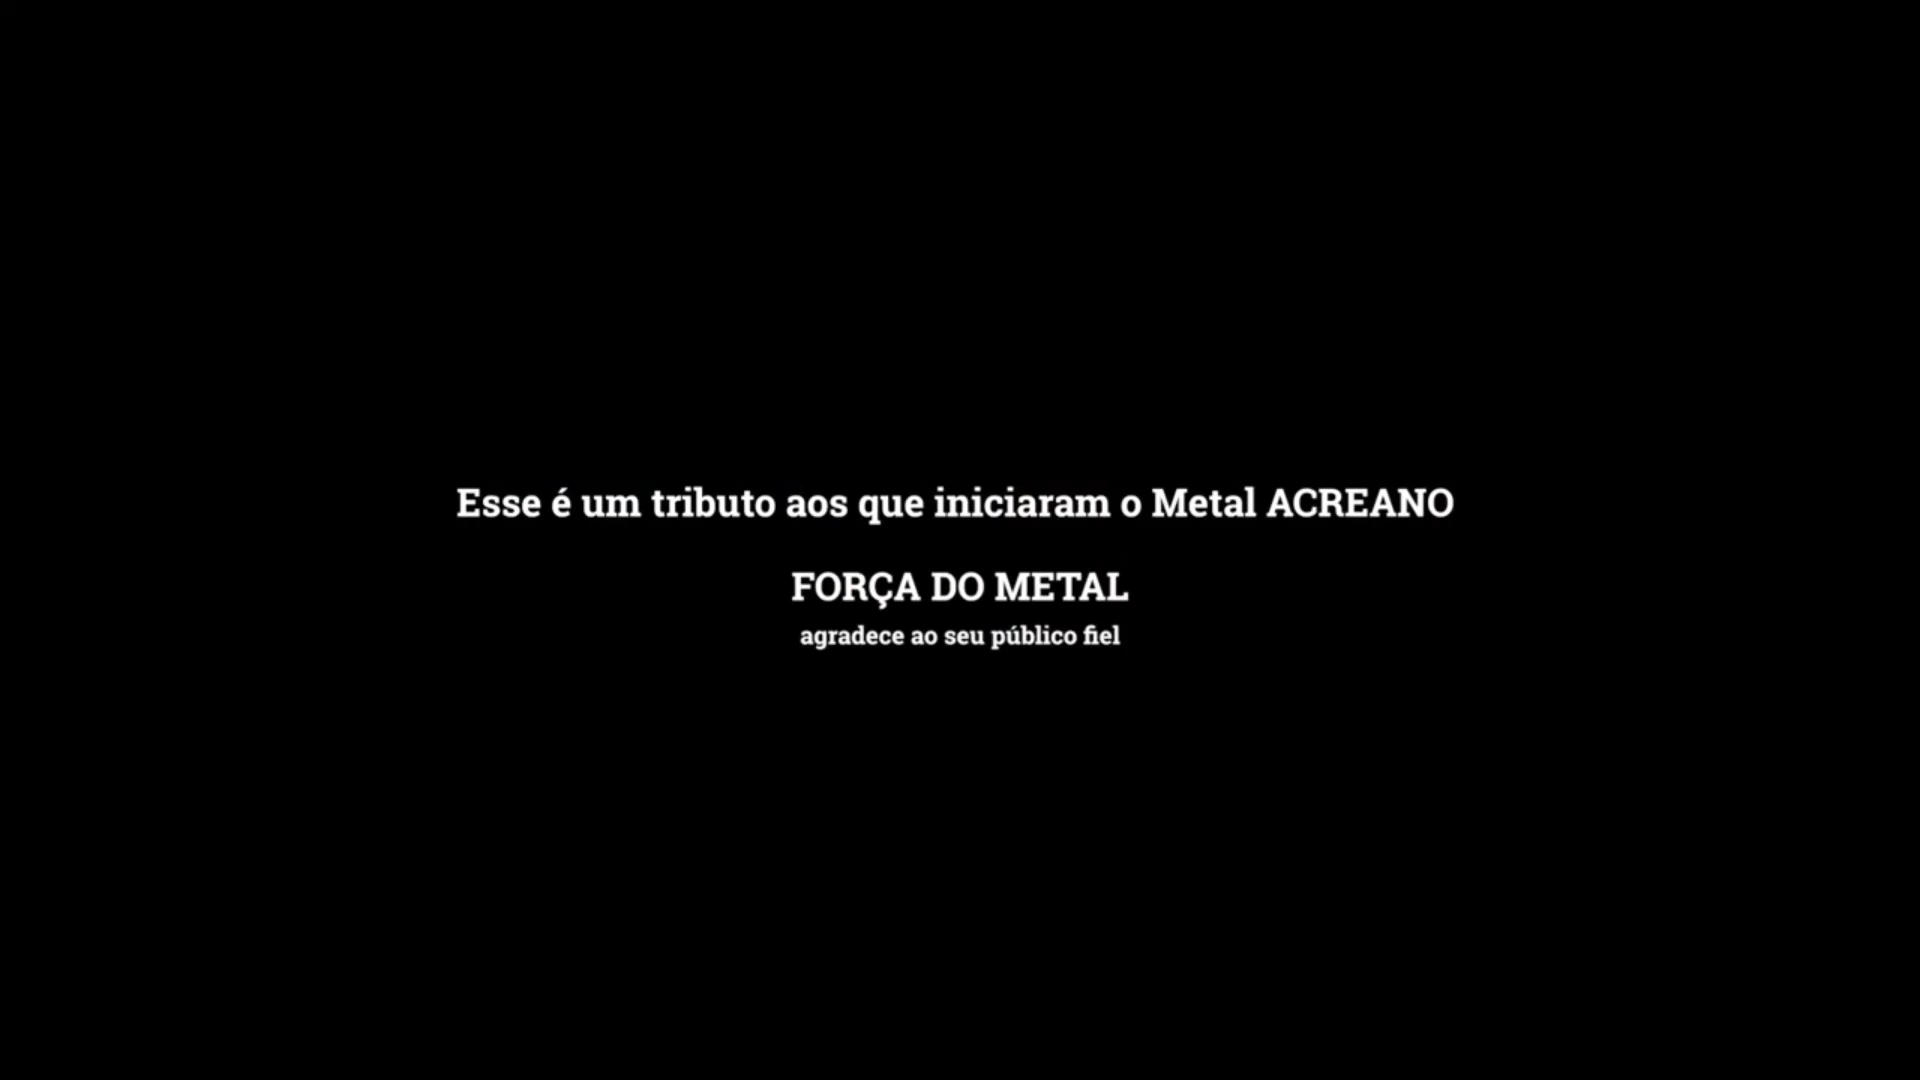 Esse é um tributo aos que iniciaram o Metal ACREANO
FORÇA DO METAL
agradece ao seu público fiel